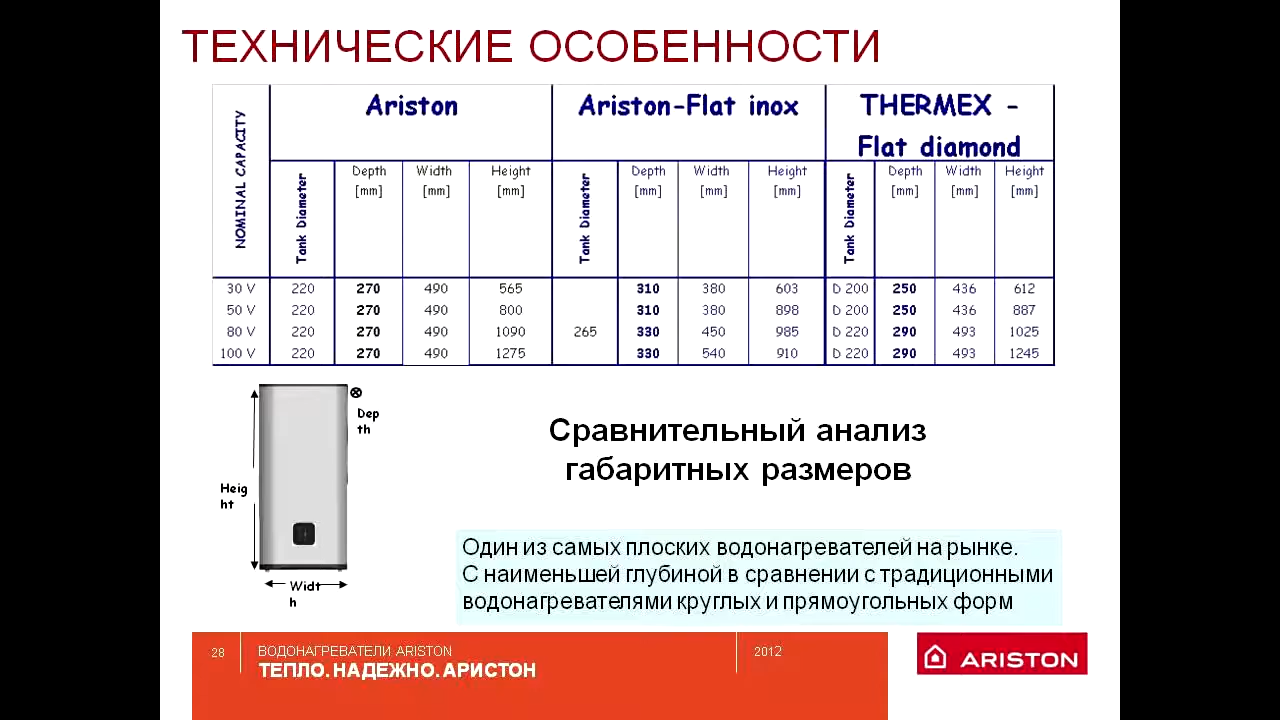 ТЕХНИЧЕСКИЕ ОСОБЕННОСТИ
NOMINAL CAPACITY Ariston Ariston-Flat inox THERMEX -
Flat diamond
Tank Diameter Depth Width Height Tank Diameter Depth Width Height Tank Diameter Depth Width Height
[mm] [mm] [mm] [mm] [mm] [mm] [mm] [mm] [mm]
30 V 220 270 490 565 310 380 603 D 200 250 436 612
50 V 220 270 490 800 310 380 898 D 200 250 436 887
80 V 220 270 490 1090 265 330 450 985 D 220 290 493 1025
100 V 220 270 490 1275 330 540 910 D 220 290 493 1245
Dep
th
Heig
ht
Widt
h
Сравнительный анализ
габаритных размеров
Один из самых плоских водонагревателей на рынке.
С наименьшей глубиной в сравнении с традиционными
водонагревателями круглых и прямоугольных форм
28 ВОДОНАГРЕВАТЕЛИ ARISTON 2012
ТЕПЛО. НАДЕЖНО. АРИСТОН
ARISTON